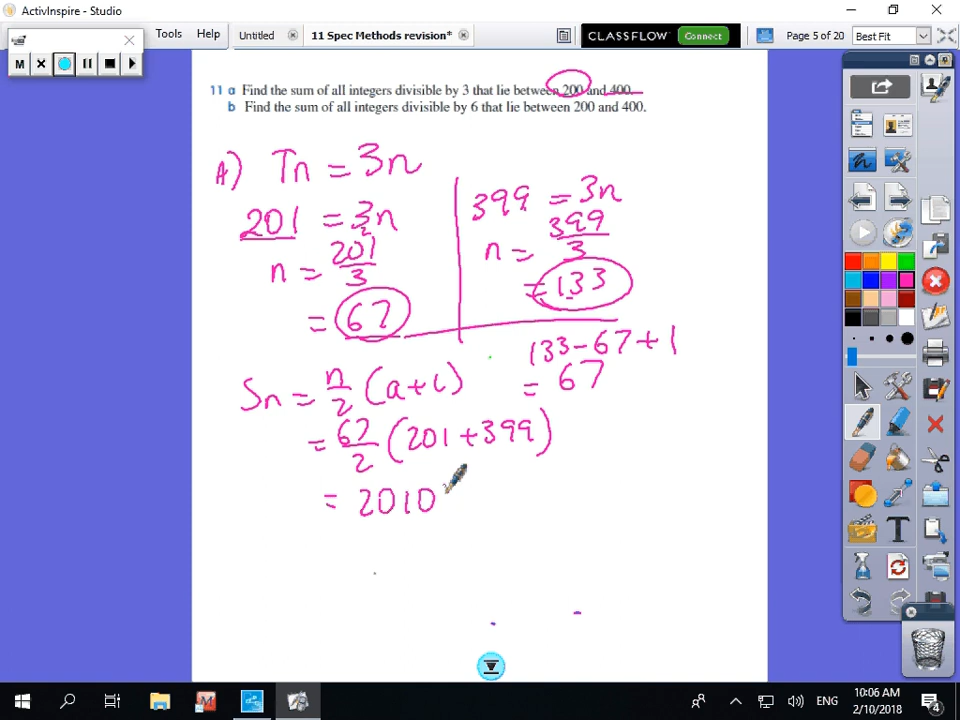 ActivInspire - Studio
Tools Help Untitled 11 Spec Methods revision* CLASSFLOW Connect Page 5 of 20 Best Fit
M
11 a Find the sum of all integers divisible by 3 that lie between 200 and 400.
b Find the sum of all integers divisible by 6 that lie between 200 and 400.
A) Tn = 3n
201 = 3n
n = 201/3
= 67
399 = 3n
n = 399/3
= 133
133 - 67 + 1
= 67
Sn = n/2 (a + l)
= 67/2 (201 + 399)
= 2010
ENG
10:06 AM
2/10/2018
4